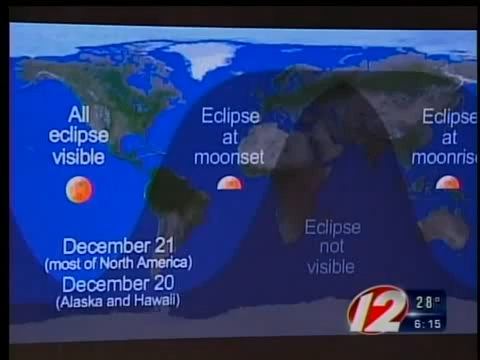 All
eclipse
visible
Eclipse
at
moonset
Eclipse
at
moonrise
December 21
(most of North America)
December 20
(Alaska and Hawaii)
Eclipse
not
visible
12
28°
6:15